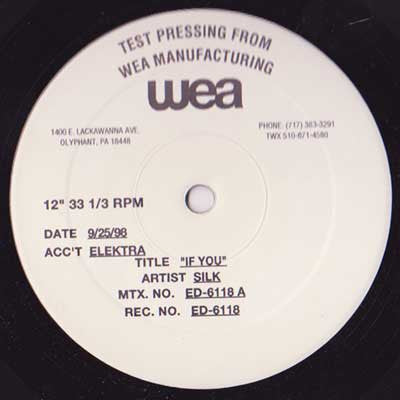 TEST PRESSING FROM
WEA MANUFACTURING
wea
1400 E. LACKAWANNA AVE.
OLYPHANT, PA 18448
PHONE: (717) 383-3291
TWX 510-671-4580
12" 33 1/3 RPM
DATE 9/25/98
ACC'T ELEKTRA
TITLE "IF YOU"
ARTIST SILK
MTX. NO. ED-6118 A
REC. NO. ED-6118